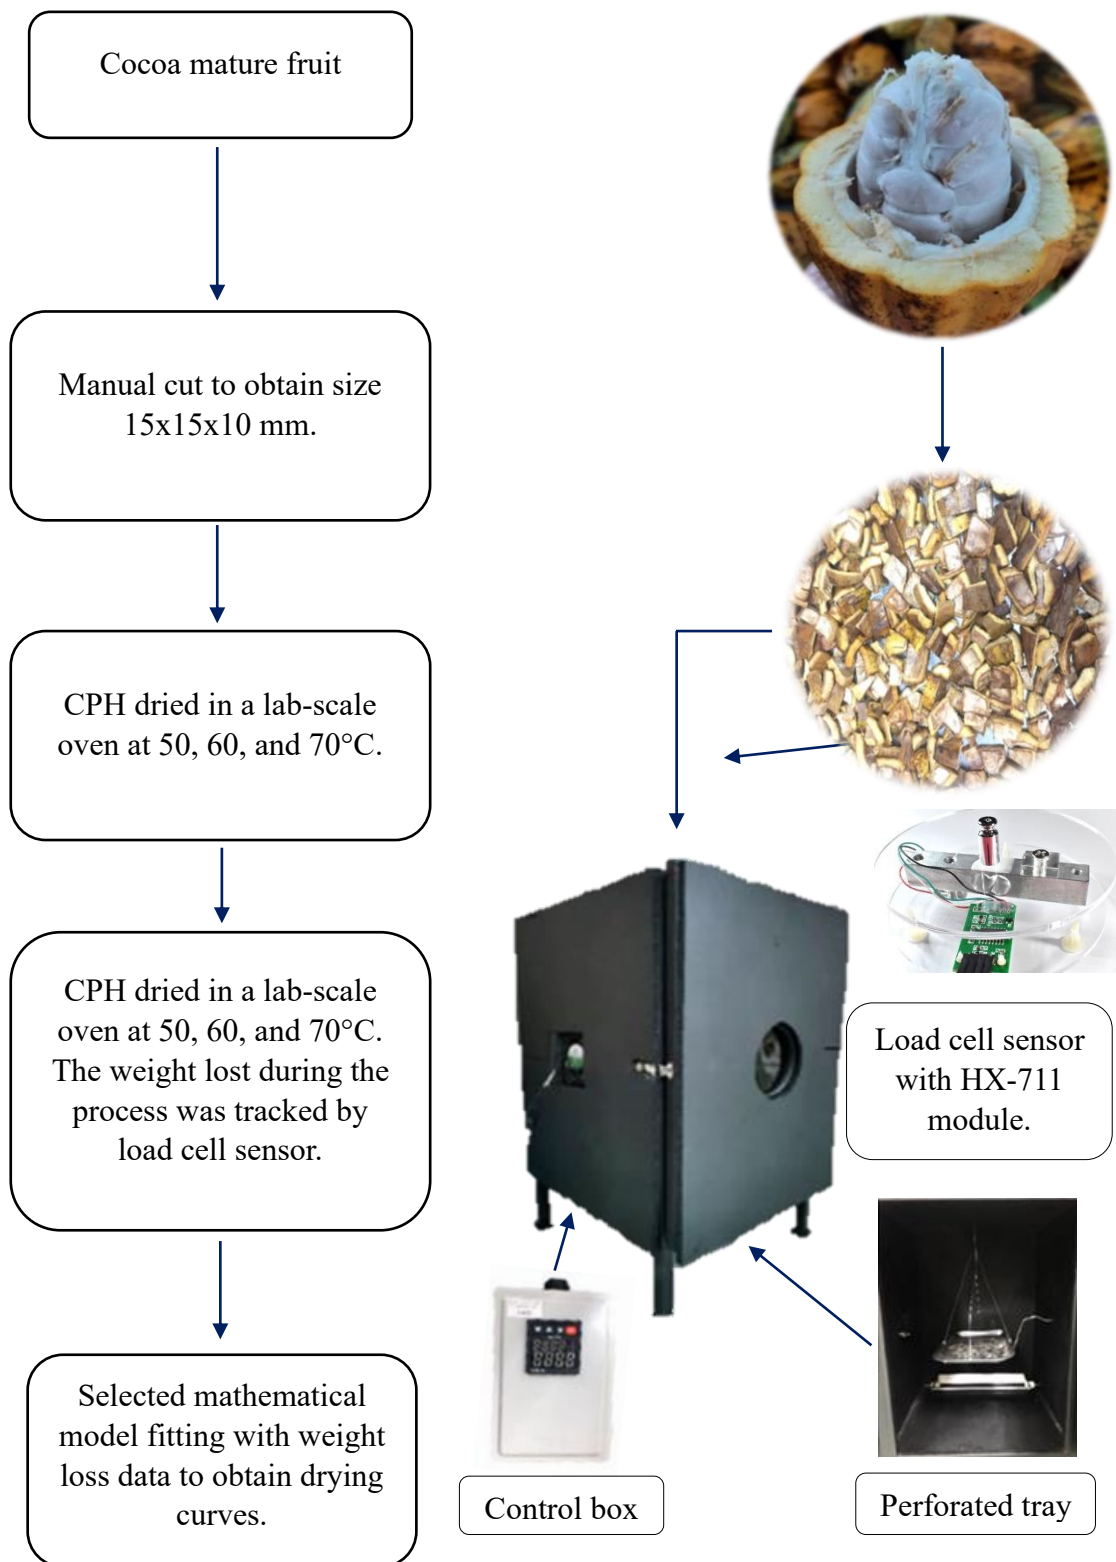 Cocoa mature fruit
Manual cut to obtain size
15x15x10 mm.
CPH dried in a lab-scale
oven at 50, 60, and 70°C.
CPH dried in a lab-scale
oven at 50, 60, and 70°C.
The weight lost during the
process was tracked by
load cell sensor.
Selected mathematical
model fitting with weight
loss data to obtain drying
curves.
Load cell sensor
with HX-711
module.
Control box
Perforated tray